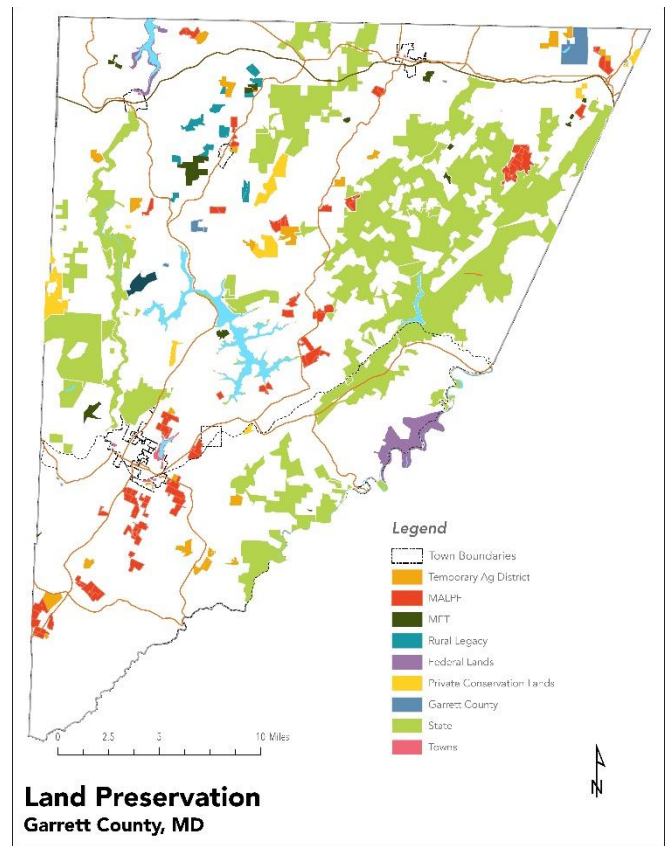 Legend
Town Boundaries
Temporary Ag District
MALPF
MET
Rural Legacy
Federal Lands
Private Conservation Lands
Garrett County
State
Towns
0 2.5 5 10 Miles
N
Land Preservation
Garrett County, MD